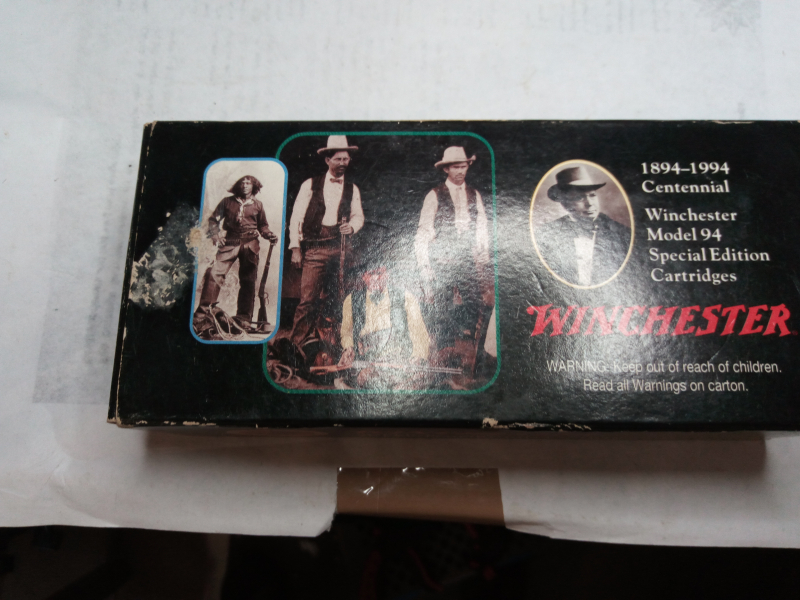 1894–1994
Centennial
Winchester
Model 94
Special Edition
Cartridges
WINCHESTER
WARNING: Keep out of reach of children.
Read all Warnings on carton.